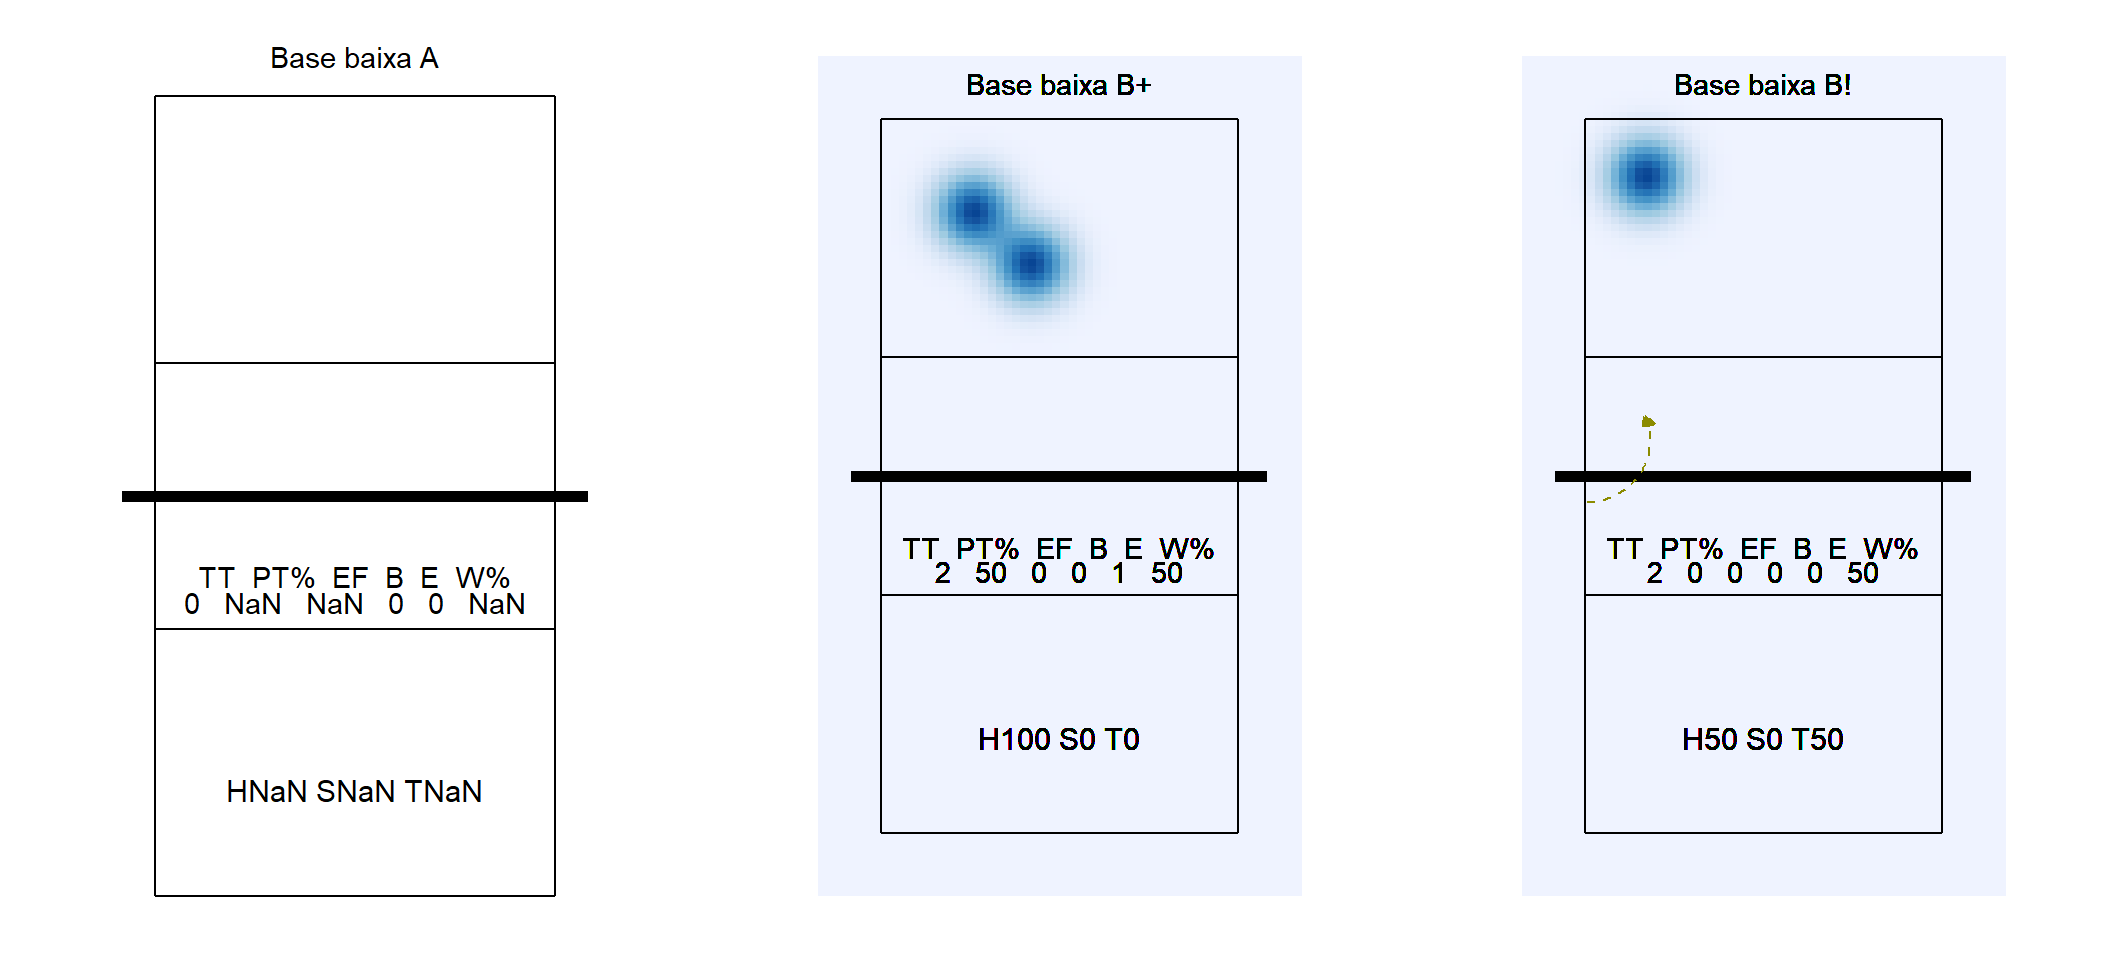 Base baixa A
TT PT% EF B E W%
0 NaN NaN 0 0 NaN
HNaN SNaN TNaN
Base baixa B+
TT PT% EF B E W%
2 50 0 0 1 50
H100 S0 T0
Base baixa B!
TT PT% EF B E W%
2 0 0 0 0 50
H50 S0 T50